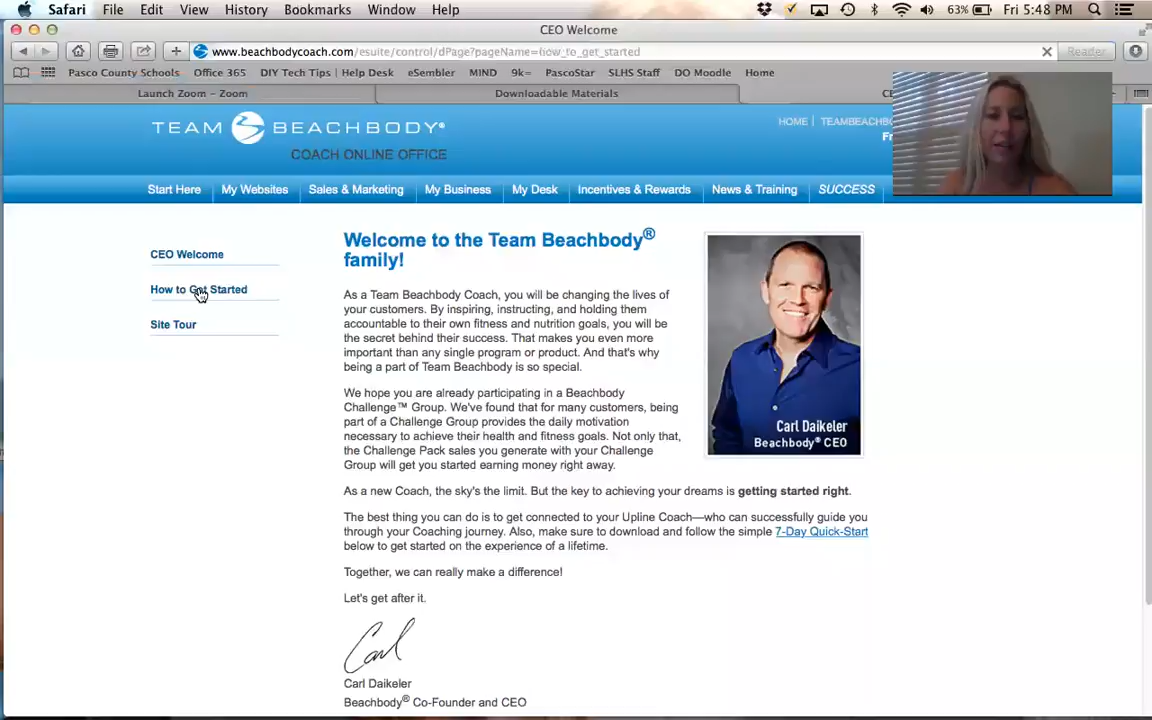 Safari File Edit View History Bookmarks Window Help 63% Fri 5:48 PM
CEO Welcome
www.beachbodycoach.com/esuite/control/dPage?pageName=how_to_get_started Reader
Pasco County Schools Office 365 DIY Tech Tips | Help Desk eSembler MIND 9k= PascoStar SLHS Staff DO Moodle Home
Launch Zoom – Zoom Downloadable Materials
TEAM BEACHBODY®
COACH ONLINE OFFICE
HOME | TEAMBEACHBO
Start Here My Websites Sales & Marketing My Business My Desk Incentives & Rewards News & Training SUCCESS
CEO Welcome
How to Get Started
Site Tour
Welcome to the Team Beachbody®
family!
As a Team Beachbody Coach, you will be changing the lives of
your customers. By inspiring, instructing, and holding them
accountable to their own fitness and nutrition goals, you will be
the secret behind their success. That makes you even more
important than any single program or product. And that's why
being a part of Team Beachbody is so special.
We hope you are already participating in a Beachbody
Challenge™ Group. We've found that for many customers, being
part of a Challenge Group provides the daily motivation
necessary to achieve their health and fitness goals. Not only that,
the Challenge Pack sales you generate with your Challenge
Group will get you started earning money right away.
Carl Daikeler
Beachbody® CEO
As a new Coach, the sky's the limit. But the key to achieving your dreams is getting started right.
The best thing you can do is to get connected to your Upline Coach—who can successfully guide you
through your Coaching journey. Also, make sure to download and follow the simple 7-Day Quick-Start
below to get started on the experience of a lifetime.
Together, we can really make a difference!
Let's get after it.
Carl
Carl Daikeler
Beachbody® Co-Founder and CEO